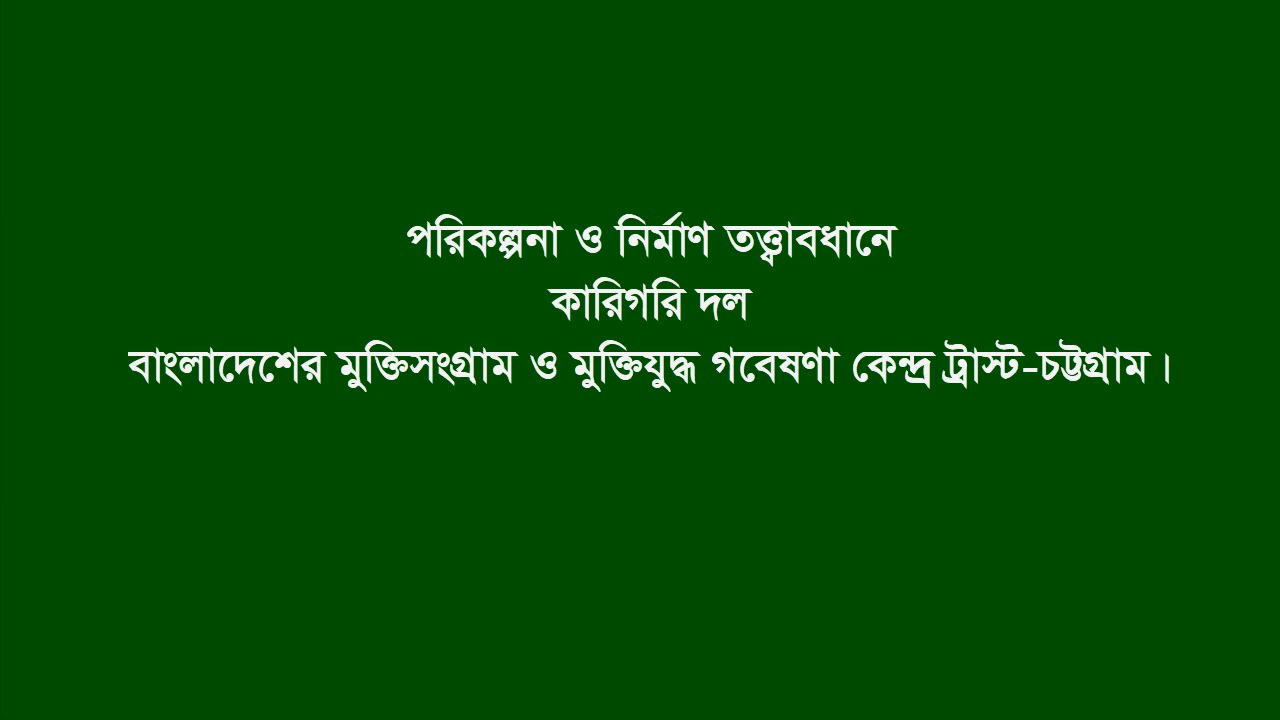 পরিকল্পনা ও নির্মাণ তত্ত্বাবধানে
কারিগরি দল
বাংলাদেশের মুক্তিসংগ্রাম ও মুক্তিযুদ্ধ গবেষণা কেন্দ্র ট্রাস্ট-চট্টগ্রাম।